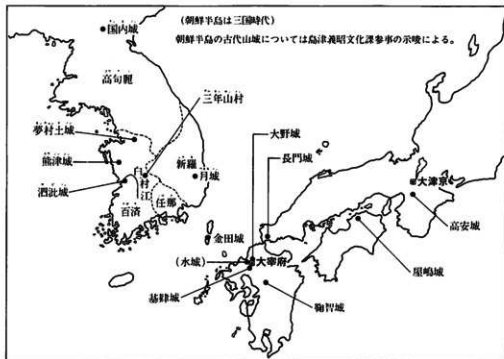 (朝鮮半島は三国時代)
朝鮮半島の古代山城については島津義昭文化課参事の示唆による。
国内城
高句麗
三年山村
夢村土城
大野城
熊津城
新羅
月城
長門城
大津京
泗沘城
白村江
百済
任那
金田城
高安城
(水城)
大宰府
屋嶋城
基肄城
鞠智城